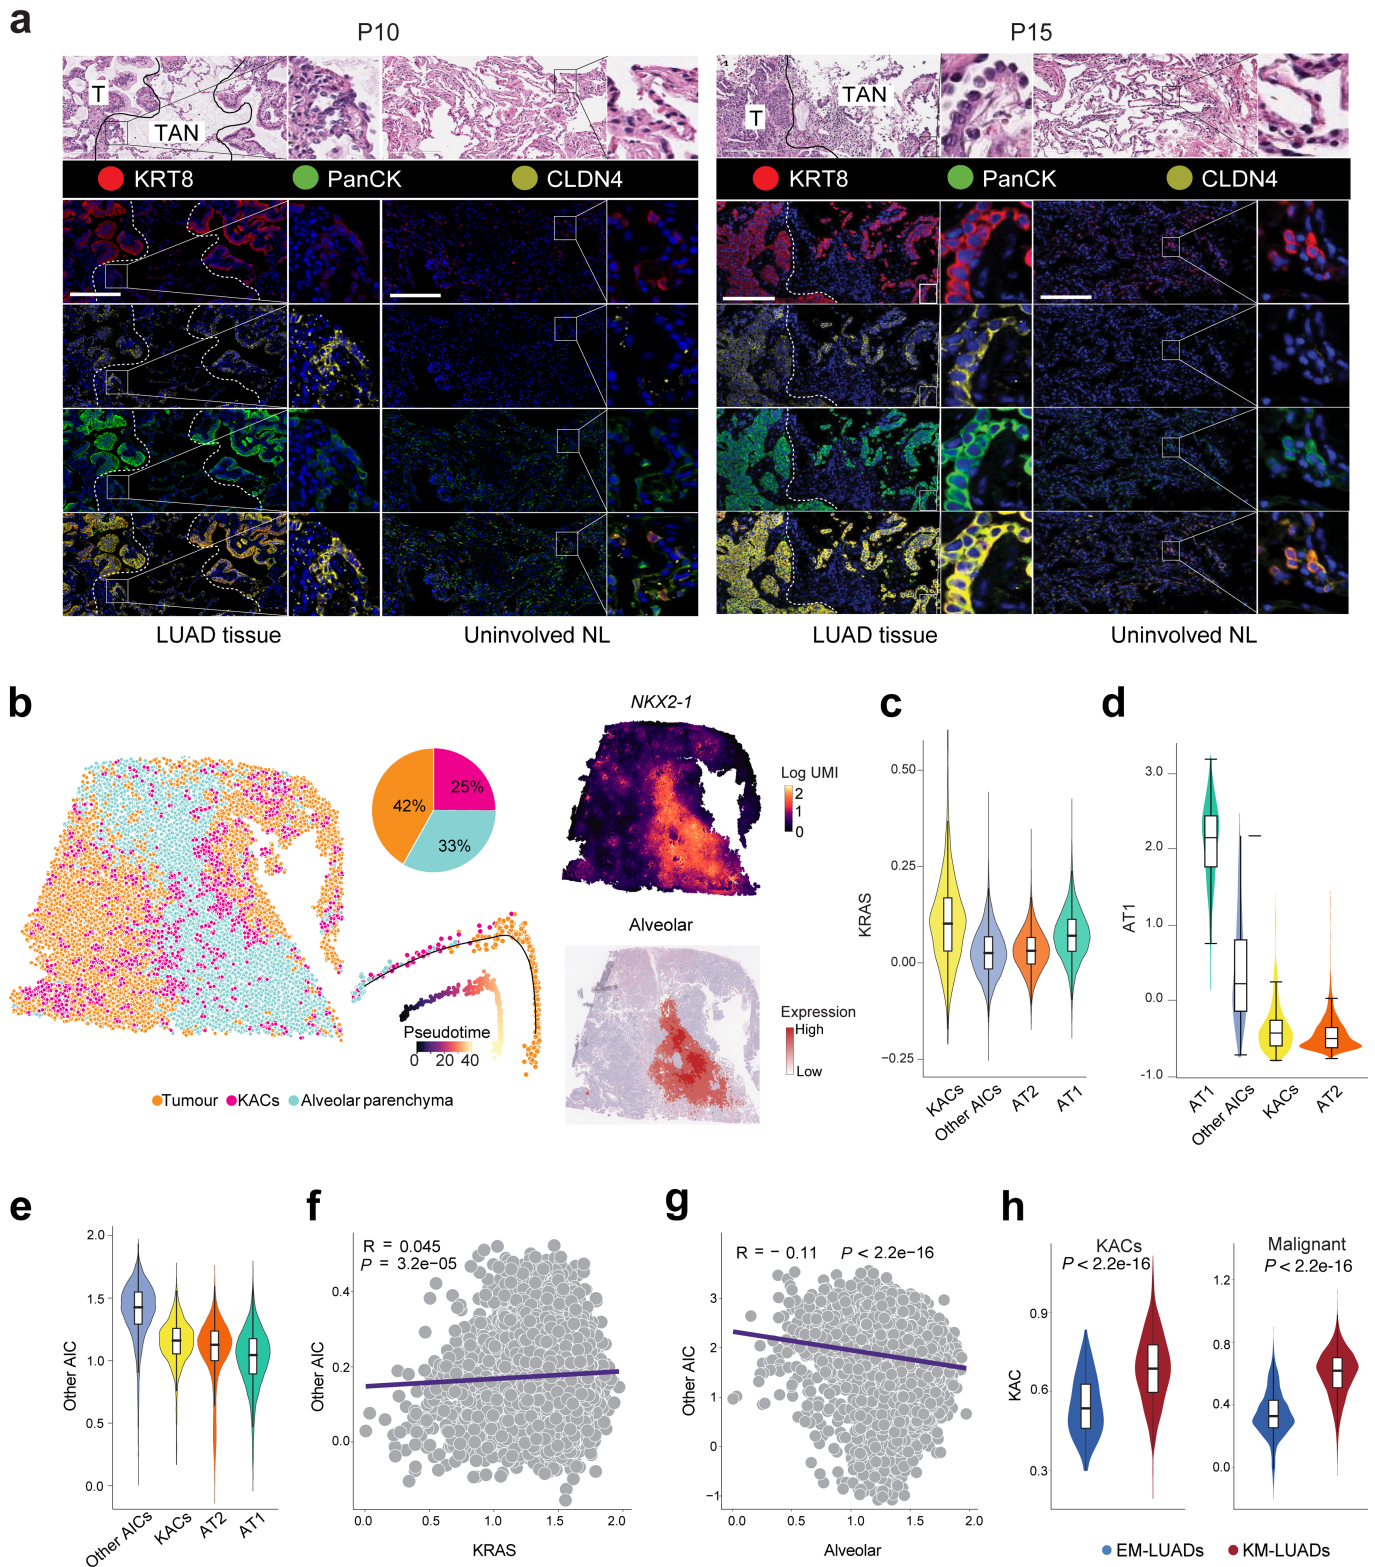 a
P10
P15
T
TAN
T
TAN
KRT8
PanCK
CLDN4
KRT8
PanCK
CLDN4
LUAD tissue
Uninvolved NL
LUAD tissue
Uninvolved NL
b
42%
25%
33%
Pseudotime
0 20 40
Tumour
KACs
Alveolar parenchyma
NKX2-1
Log UMI
2
1
0
Alveolar
Expression
High
Low
c
KRAS
0.50
0.25
0.00
−0.25
KACs
Other AICs
AT2
AT1
d
AT1
3.0
2.0
1.0
0.0
-1.0
AT1
Other AICs
KACs
AT2
e
Other AIC
2.0
1.5
1.0
0.5
0.0
Other AICs
KACs
AT2
AT1
f
R = 0.045
P = 3.2e−05
Other AIC
0.4
0.2
0.0
0 0.5 1.0 1.5 2.0
KRAS
g
R = − 0.11
P < 2.2e−16
Other AIC
3
2
1
0
−1
0.0 0.5 1.0 1.5 2.0
Alveolar
h
KACs
P < 2.2e-16
KAC
0.9
0.6
0.3
Malignant
P < 2.2e−16
1.2
0.8
0.4
0.0
EM-LUADs
KM-LUADs